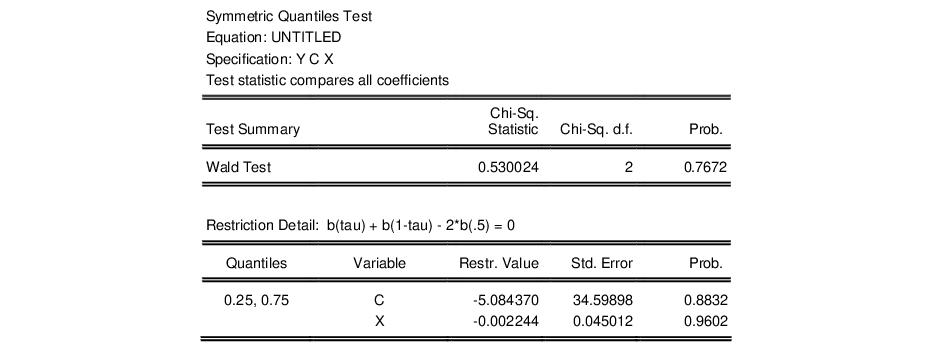 Symmetric Quantiles Test
Equation: UNTITLED
Specification: Y C X
Test statistic compares all coefficients
Chi-Sq.
Test Summary Statistic Chi-Sq. d.f. Prob.
Wald Test 0.530024 2 0.7672
Restriction Detail: b(tau) + b(1-tau) - 2*b(.5) = 0
Quantiles Variable Restr. Value Std. Error Prob.
0.25, 0.75 C -5.084370 34.59898 0.8832
X -0.002244 0.045012 0.9602